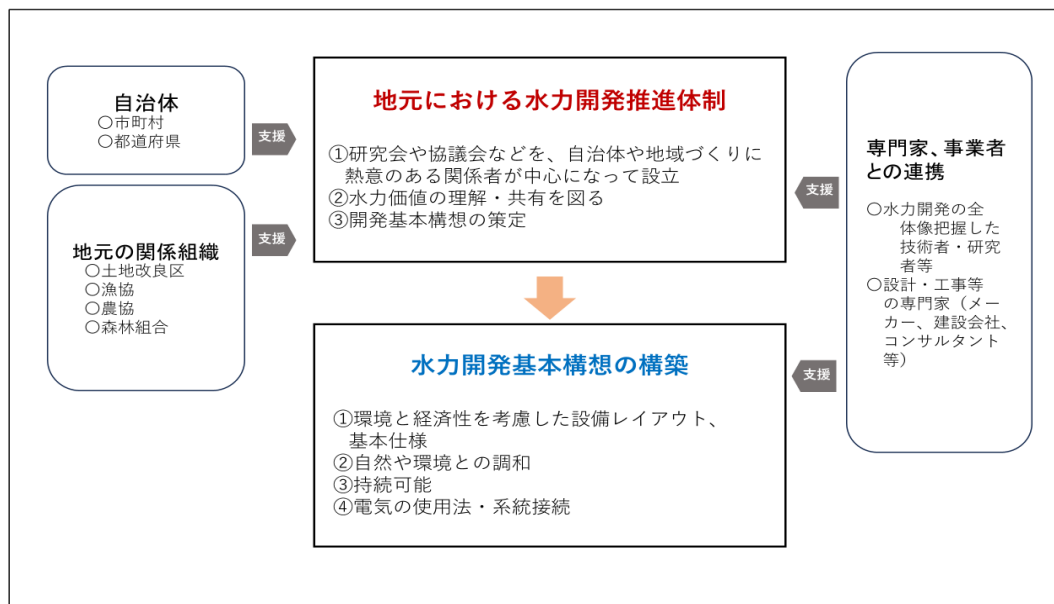 自治体
〇市町村
〇都道府県
支援
地元の関係組織
〇土地改良区
〇漁協
〇農協
〇森林組合
支援
地元における水力開発推進体制
①研究会や協議会などを、自治体や地域づくりに
熱意のある関係者が中心になって設立
②水力価値の理解・共有を図る
③開発基本構想の策定
水力開発基本構想の構築
①環境と経済性を考慮した設備レイアウト、
基本仕様
②自然や環境との調和
③持続可能
④電気の使用法・系統接続
支援
支援
専門家、事業者
との連携
〇水力開発の全
体像把握した
技術者・研究
者等
〇設計・工事等
の専門家（メー
カー、建設会社、
コンサルタント
等）